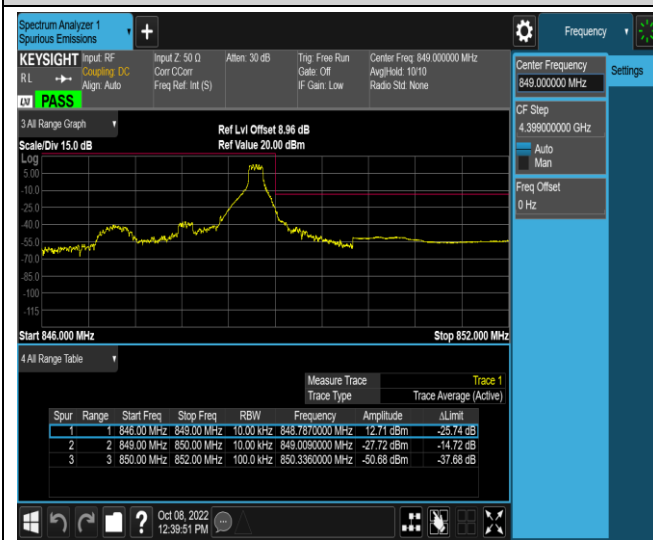 Spectrum Analyzer 1
Spurious Emissions
+
Frequency
KEYSIGHT Input: RF Input Z: 50 Ω Atten: 30 dB Trig: Free Run Center Freq: 849.000000 MHz
RL Coupling: DC Corr CCorr Gate: Off Avg|Hold: 10/10
Align: Auto Freq Ref: Int (S) IF Gain: Low Radio Std: None
LXI PASS
Center Frequency
849.000000 MHz
Settings
CF Step
4.399000000 GHz
Auto
Man
Freq Offset
0 Hz
3 All Range Graph
Ref Lvl Offset 8.96 dB
Scale/Div 15.0 dB Ref Value 20.00 dBm
Log
5.00
-10.0
-25.0
-40.0
-55.0
-70.0
-85.0
-100
-115
Start 846.000 MHz Stop 852.000 MHz
4 All Range Table
Measure Trace Trace 1
Trace Type Trace Average (Active)
Spur Range Start Freq Stop Freq RBW Frequency Amplitude ΔLimit
1 1 846.00 MHz 849.00 MHz 10.00 kHz 848.7870000 MHz 12.71 dBm -25.74 dB
2 2 849.00 MHz 850.00 MHz 10.00 kHz 849.0090000 MHz -27.72 dBm -14.72 dB
3 3 850.00 MHz 852.00 MHz 100.0 kHz 850.3360000 MHz -50.68 dBm -37.68 dB
? Oct 08, 2022
12:39:51 PM